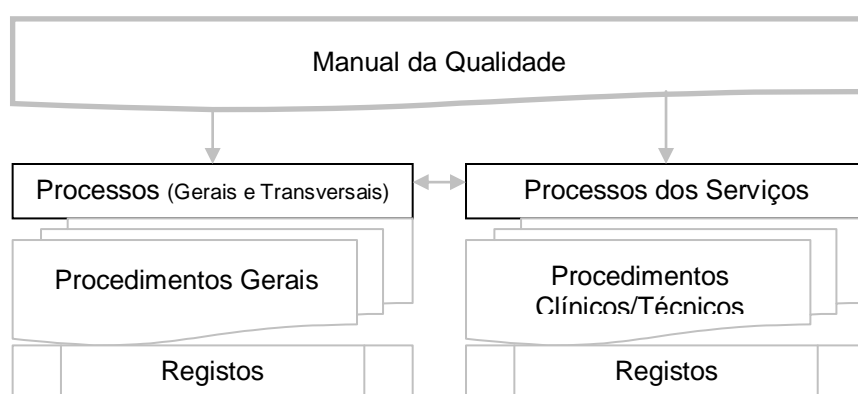 Manual da Qualidade
Processos (Gerais e Transversais)
Processos dos Serviços
Procedimentos Gerais
Procedimentos
Clínicos/Técnicos
Registos
Registos